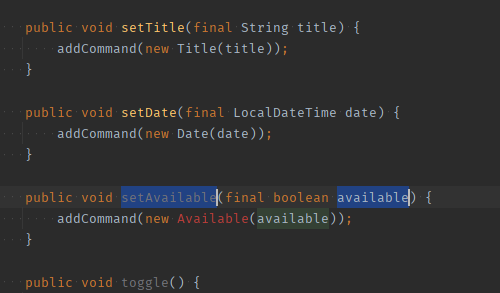 public void setTitle(final String title) {
addCommand(new Title(title));
}
public void setDate(final LocalDateTime date) {
addCommand(new Date(date));
}
public void setAvailable(final boolean available) {
addCommand(new Available(available));
}
public void toggle() {